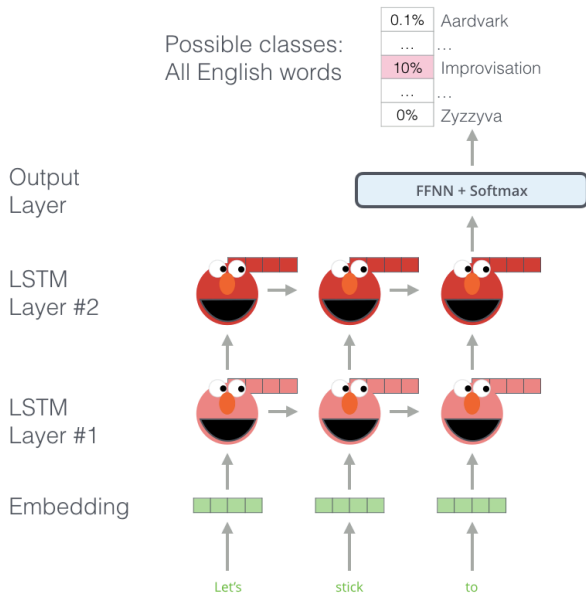 Possible classes:
All English words
0.1% Aardvark
... ...
10% Improvisation
... ...
0% Zyzzyva
Output
Layer
FFNN + Softmax
LSTM
Layer #2
LSTM
Layer #1
Embedding
Let's stick to